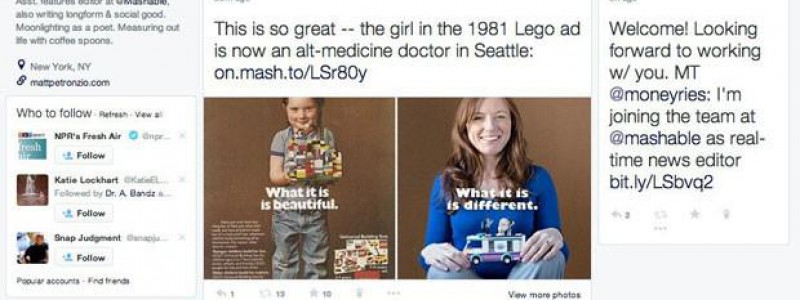 Asst. features editor @Mashable,
also writing longform & social good.
Moonlighting as a poet. Measuring out
life with coffee spoons.
New York, NY
mattpetronzio.com
Who to follow · Refresh · View all
NPR's Fresh Air @npr...
Follow
Katie Lockhart @KatieEL...
Followed by Dr. A. Bandz a...
Follow
Snap Judgment @snapju...
Follow
Popular accounts · Find friends
This is so great -- the girl in the 1981 Lego ad
is now an alt-medicine doctor in Seattle:
on.mash.to/LSr80y
What it is
is beautiful.
What it is
is different.
1 13 10
View more photos
Welcome! Looking
forward to working
w/ you. MT
@moneyries: I'm
joining the team at
@mashable as real-
time news editor
bit.ly/LSbvq2
2